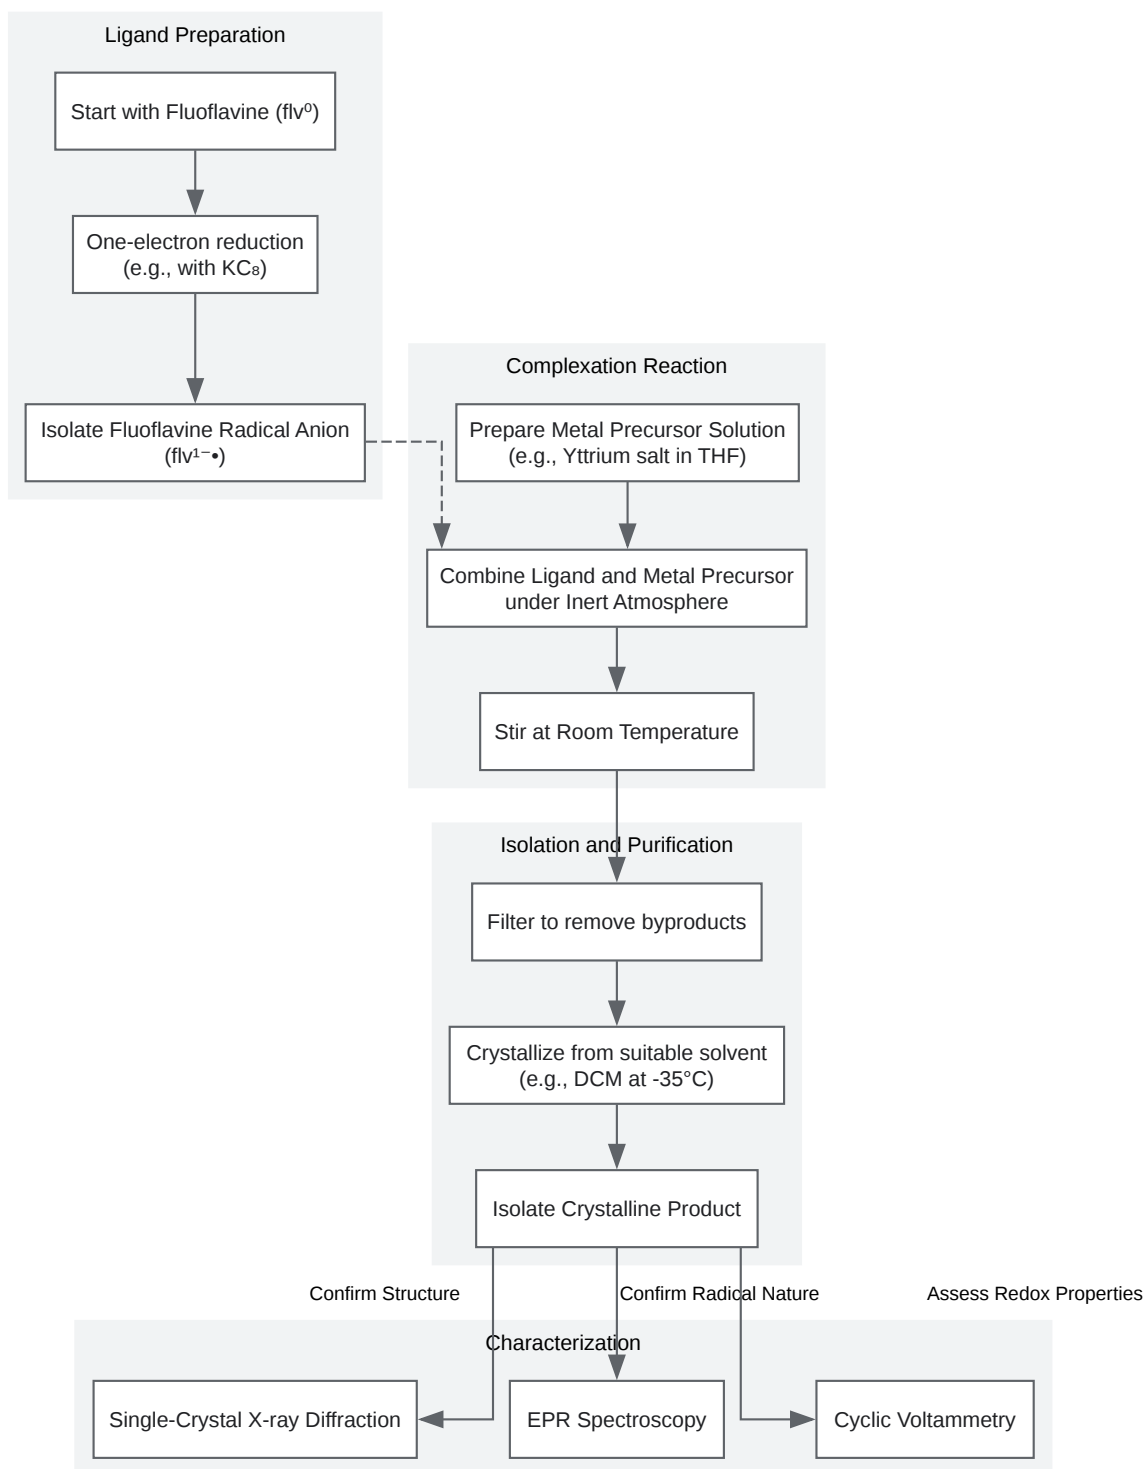 Ligand Preparation
Start with Fluoflavine (flv⁰)
One-electron reduction
(e.g., with KC₈)
Isolate Fluoflavine Radical Anion
(flv¹⁻•)
Complexation Reaction
Prepare Metal Precursor Solution
(e.g., Yttrium salt in THF)
Combine Ligand and Metal Precursor
under Inert Atmosphere
Stir at Room Temperature
Isolation and Purification
Filter to remove byproducts
Crystallize from suitable solvent
(e.g., DCM at -35°C)
Isolate Crystalline Product
Confirm Structure
Confirm Radical Nature
Assess Redox Properties
Characterization
Single-Crystal X-ray Diffraction
EPR Spectroscopy
Cyclic Voltammetry